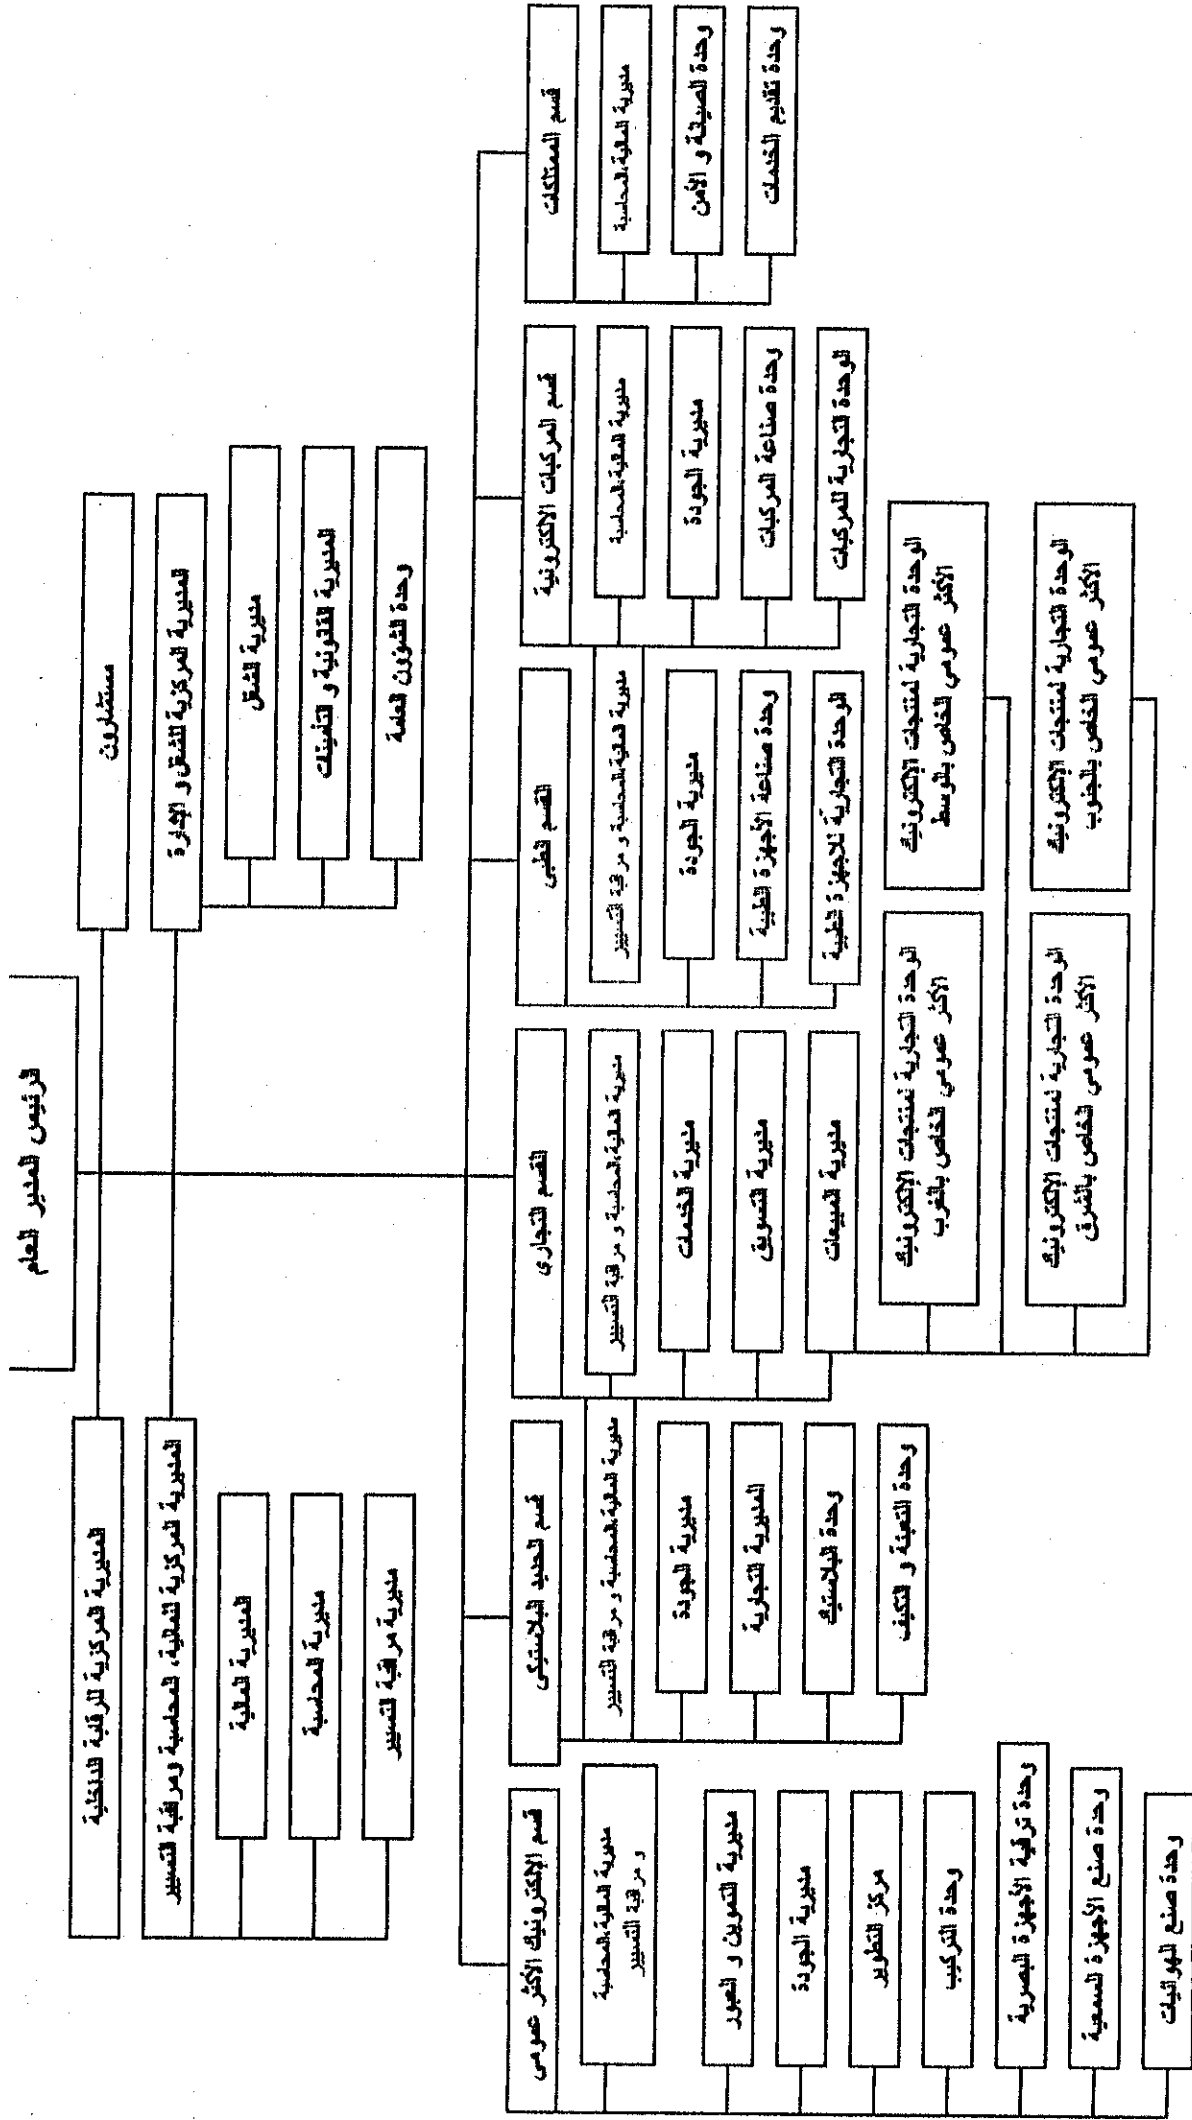 الرئيس المدير العام
مستشارون
المديرية المركزية للرقابة الداخلية
المديرية المركزية للشغل و الإدارة
مديرية الشغل
المديرية القانونية و التأمينات
وحدة الشؤون العامة
المديرية المركزية للمالية، المحاسبة ومراقبة التسيير
المديرية المالية
مديرية المحاسبة
مديرية مراقبة التسيير
قسم الممتلكات
مديرية المالية،المحاسبة
وحدة الصيانة و الأمن
وحدة تقديم الخدمات
قسم المركبات الالكترونية
مديرية المالية،المحاسبة
مديرية الجودة
وحدة صناعة المركبات
الوحدة التجارية للمركبات
القسم الطبي
مديرية المالية،المحاسبة و مراقبة التسيير
مديرية الجودة
وحدة صناعة الأجهزة الطبية
الوحدة التجارية للأجهزة الطبية
القسم التجاري
مديرية المالية،المحاسبة و مراقبة التسيير
مديرية الخدمات
مديرية التسويق
مديرية المبيعات
الوحدة التجارية لمنتجات الإلكترونيك
الأكثر عمومي الخاص بالوسط
الوحدة التجارية لمنتجات الإلكترونيك
الأكثر عمومي الخاص بالغرب
الوحدة التجارية لمنتجات الإلكترونيك
الأكثر عمومي الخاص بالجنوب
الوحدة التجارية لمنتجات الإلكترونيك
الأكثر عمومي الخاص بالشرق
قسم الحديد البلاستيكي
مديرية المالية،المحاسبة و مراقبة التسيير
مديرية الجودة
المديرية التجارية
وحدة البلاستيك
وحدة التعبئة و التكيف
قسم الإلكترونيك الأكثر عمومي
مديرية المالية،المحاسبة
و مراقبة التسيير
مديرية التموين و العبور
مديرية الجودة
مركز التطوير
وحدة التركيب
وحدة ترقية الأجهزة البصرية
وحدة صنع الأجهزة السمعية
وحدة صنع الهوائيات